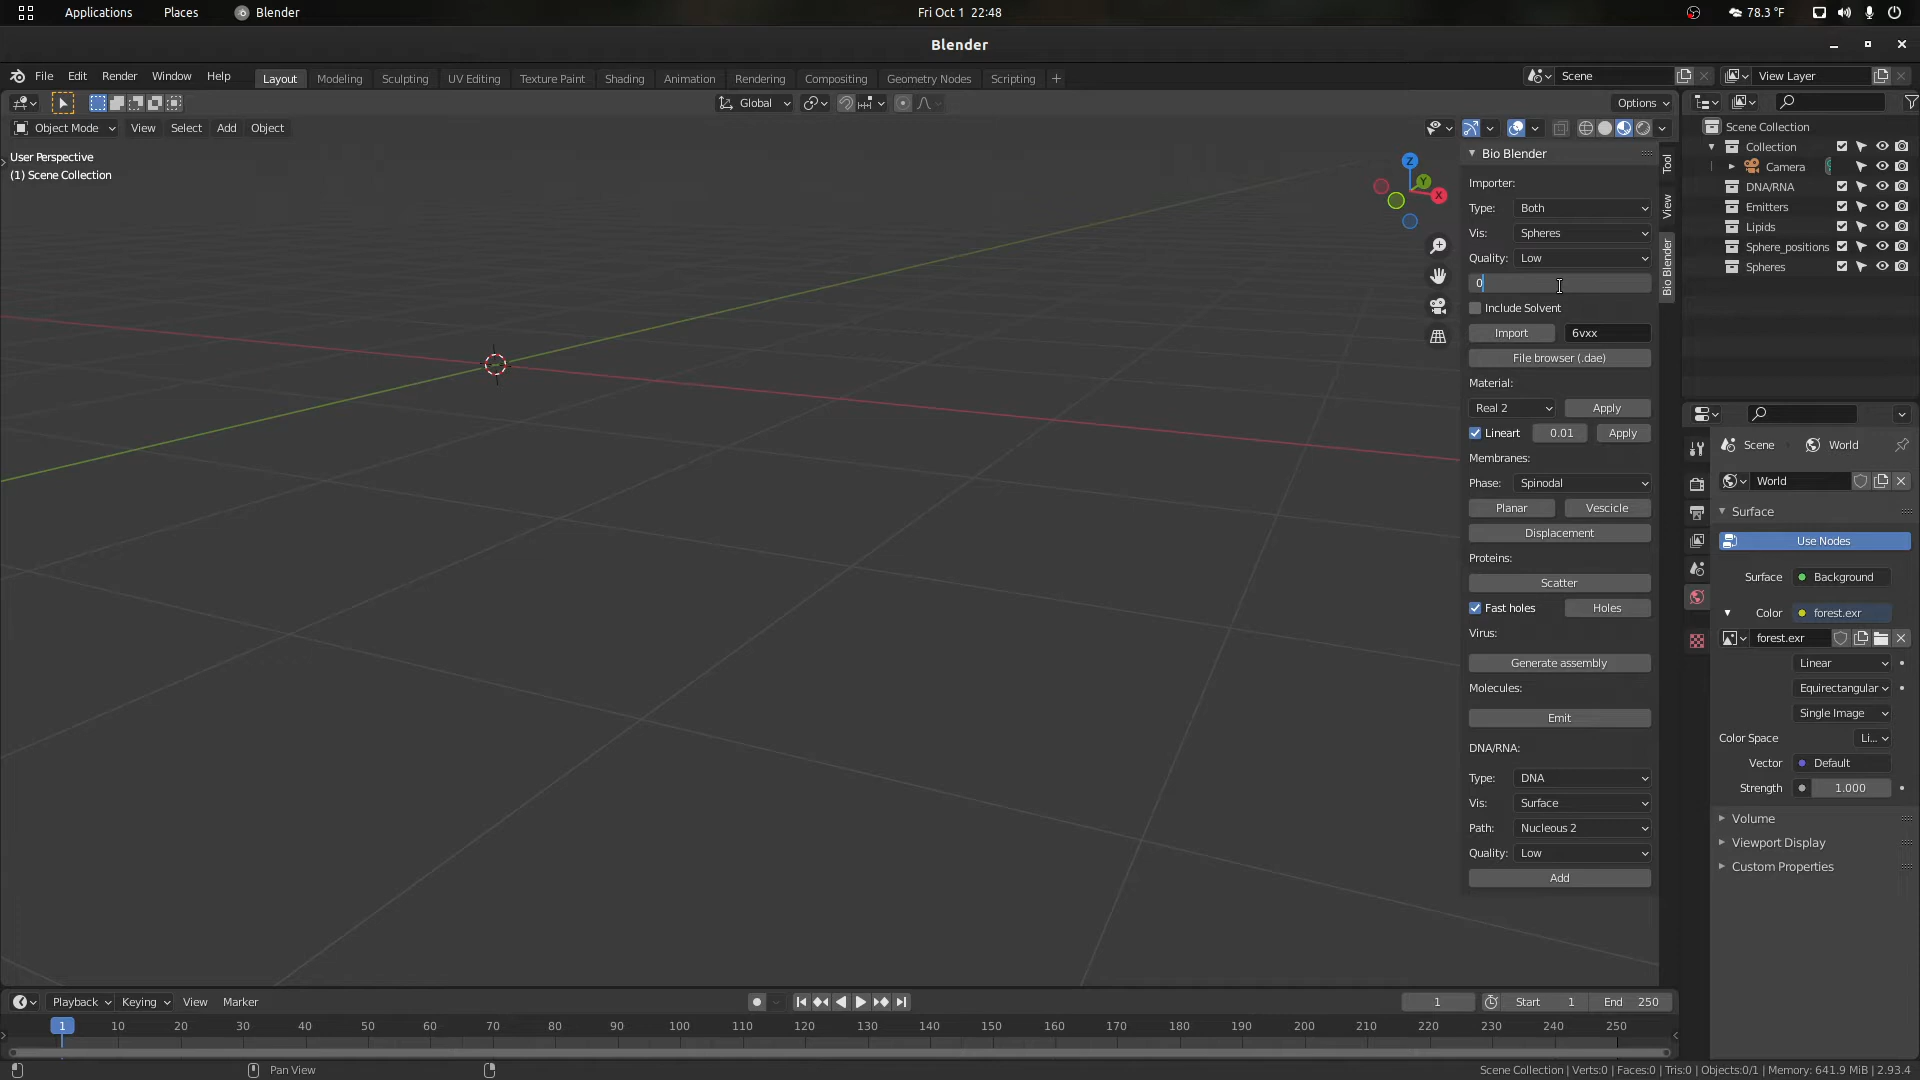 Applications Places Blender Fri Oct 1 22:48 78.3 °F
Blender
File Edit Render Window Help Layout Modeling Sculpting UV Editing Texture Paint Shading Animation Rendering Compositing Geometry Nodes Scripting + Scene View Layer
Global Options
Object Mode View Select Add Object
User Perspective
(1) Scene Collection
Z
Y
X
Bio Blender
Importer:
Type: Both
Vis: Spheres
Quality: Low
0
Include Solvent
Import 6vxx
File browser (.dae)
Material:
Real 2 Apply
Lineart 0.01 Apply
Membranes:
Phase: Spinodal
Planar Vescicle
Displacement
Proteins:
Scatter
Fast holes Holes
Virus:
Generate assembly
Molecules:
Emit
DNA/RNA:
Type: DNA
Vis: Surface
Path: Nucleous 2
Quality: Low
Add
Tool
View
Bio Blender
Scene Collection
Collection
Camera
DNA/RNA
Emitters
Lipids
Sphere_positions
Spheres
Scene World
World
Surface
Use Nodes
Surface Background
Color forest.exr
forest.exr
Linear
Equirectangular
Single Image
Color Space Li...
Vector Default
Strength 1.000
Volume
Viewport Display
Custom Properties
Playback Keying View Marker 1 Start 1 End 250
1 10 20 30 40 50 60 70 80 90 100 110 120 130 140 150 160 170 180 190 200 210 220 230 240 250
Pan View Scene Collection | Verts:0 | Faces:0 | Tris:0 | Objects:0/1 | Memory: 641.9 MiB | 2.93.4